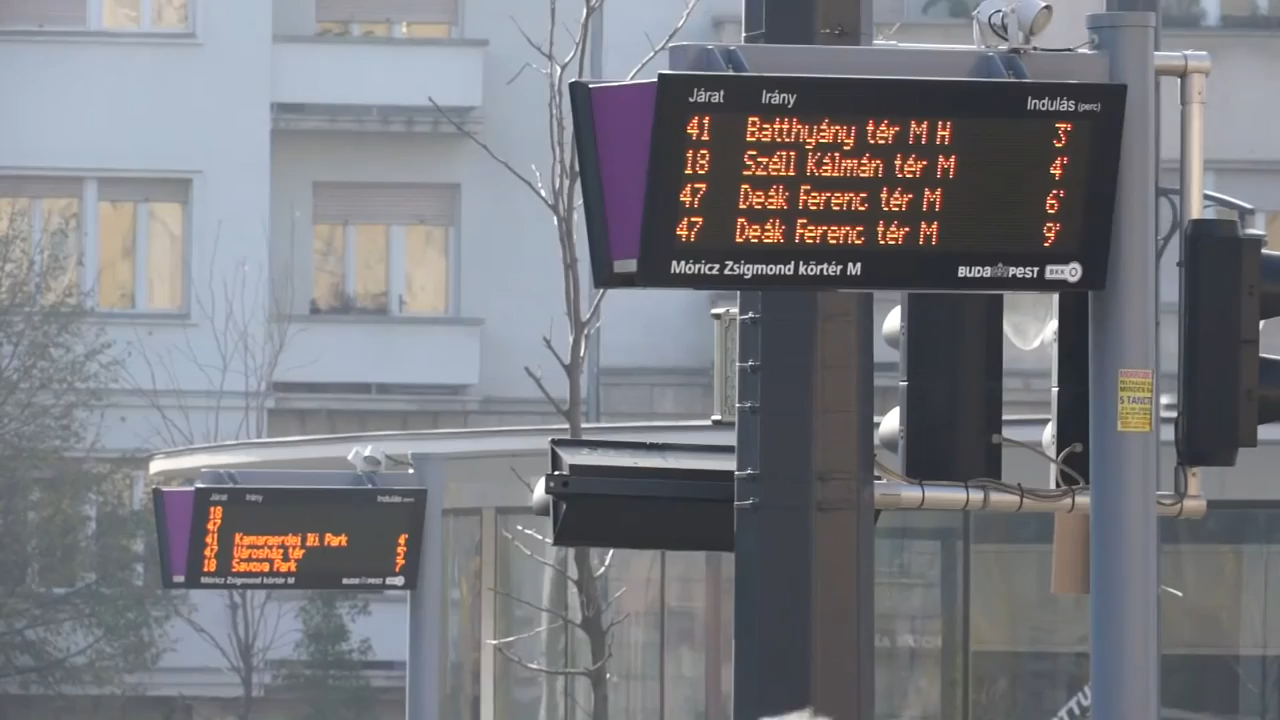 Járat Irány Indulás (perc)
41 Batthyány tér M H 3'
18 Széll Kálmán tér M 4'
47 Deák Ferenc tér M 6'
47 Deák Ferenc tér M 9'
Móricz Zsigmond körtér M BUDAPEST BKK
Járat Irány Indulás (perc)
18
47
41 Kamaraerdei Ifi Park 4'
47 Városház tér 5'
18 Savoya Park 7'
Móricz Zsigmond körtér M BUDAPEST